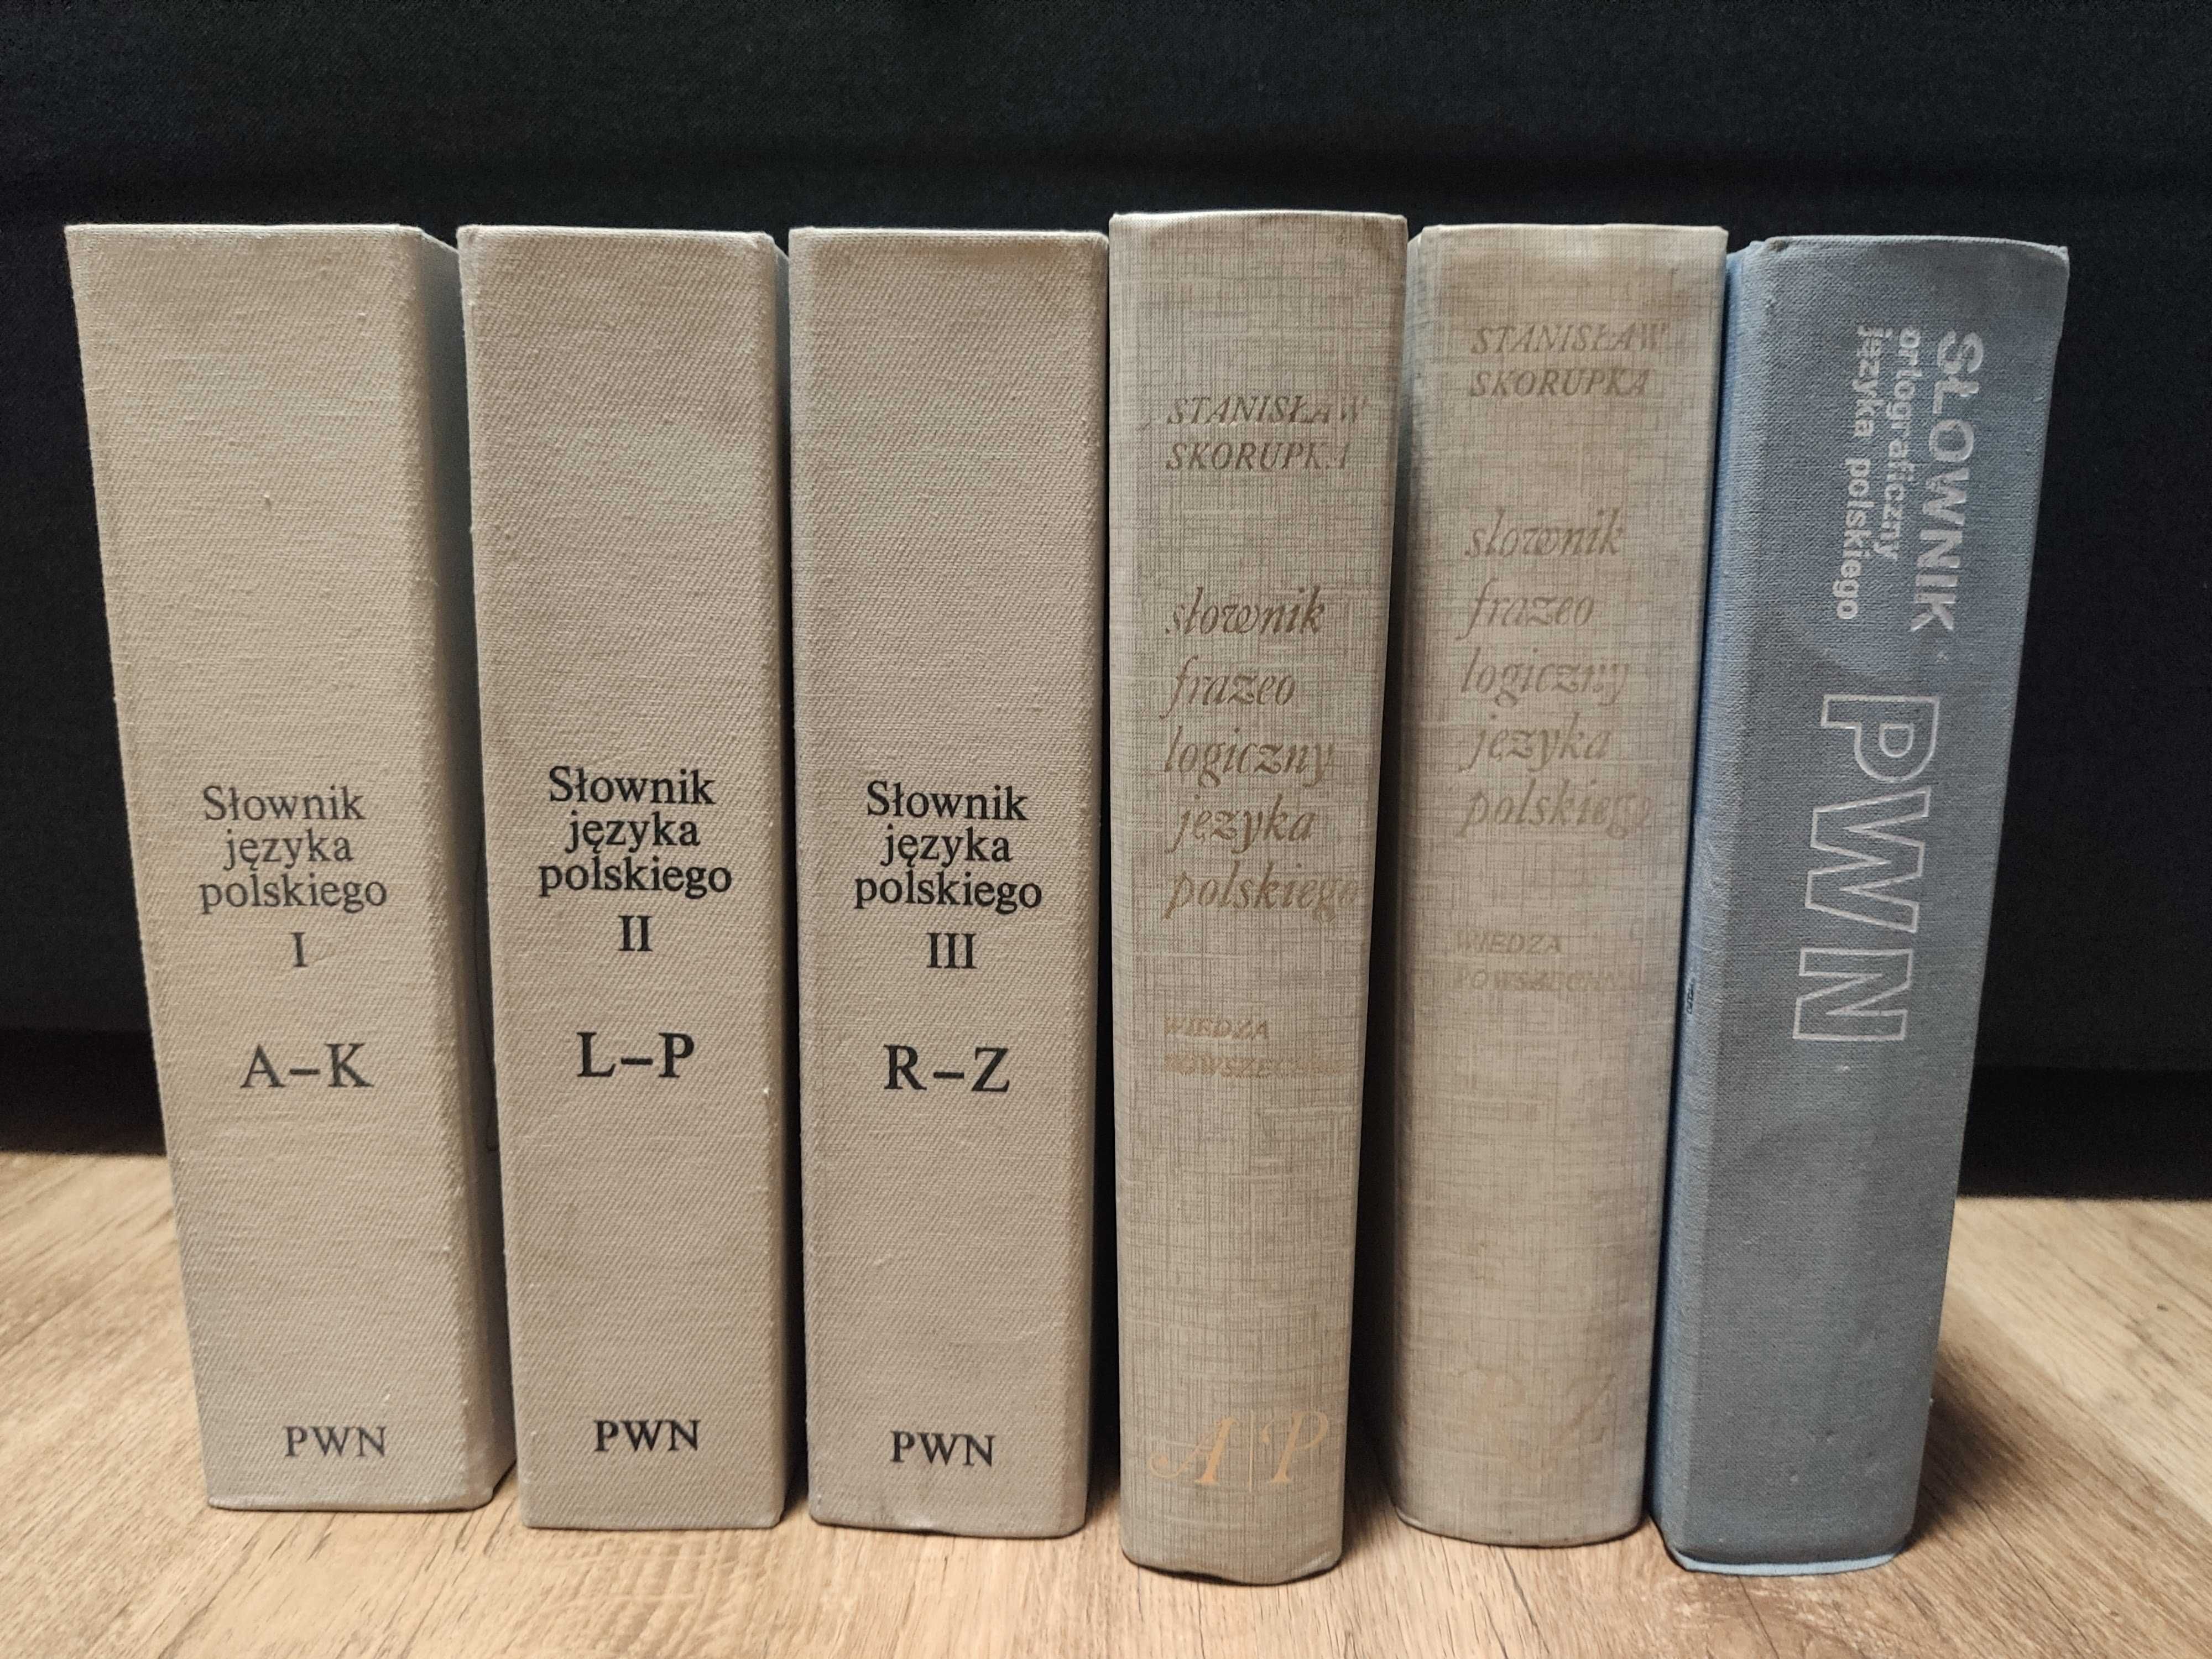 Słownik
języka
polskiego
I
A–K
PWN
Słownik
języka
polskiego
II
L–P
PWN
Słownik
języka
polskiego
III
R–Z
PWN
STANISŁAW
SKORUPKA
słownik
frazeo
logiczny
języka
polskiego
WIEDZA
POWSZECHNA
A|P
STANISŁAW
SKORUPKA
słownik
frazeo
logiczny
języka
polskiego
WIEDZA
POWSZECHNA
SŁOWNIK
ortograficzny
języka polskiego
PWN